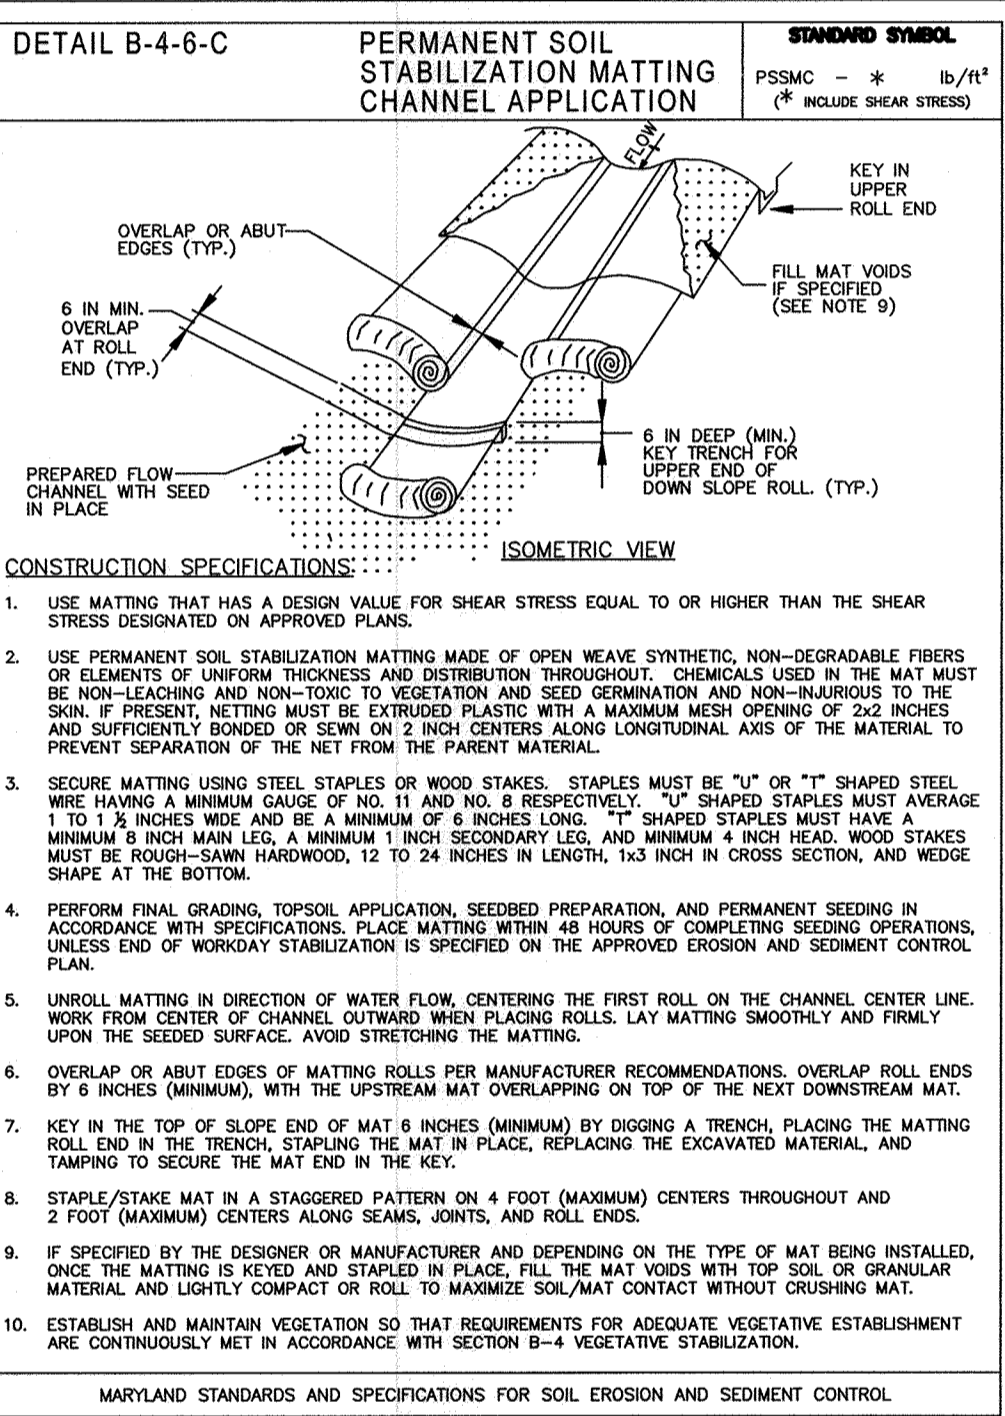 DETAIL B-4-6-C
PERMANENT SOIL
STABILIZATION MATTING
CHANNEL APPLICATION
STANDARD SYMBOL
PSSMC - * lb/ft²
(* INCLUDE SHEAR STRESS)
FLOW
KEY IN
UPPER
ROLL END
OVERLAP OR ABUT
EDGES (TYP.)
FILL MAT VOIDS
IF SPECIFIED
(SEE NOTE 9)
6 IN MIN.
OVERLAP
AT ROLL
END (TYP.)
6 IN DEEP (MIN.)
KEY TRENCH FOR
UPPER END OF
DOWN SLOPE ROLL. (TYP.)
PREPARED FLOW
CHANNEL WITH SEED
IN PLACE
ISOMETRIC VIEW
CONSTRUCTION SPECIFICATIONS:
1. USE MATTING THAT HAS A DESIGN VALUE FOR SHEAR STRESS EQUAL TO OR HIGHER THAN THE SHEAR
STRESS DESIGNATED ON APPROVED PLANS.
2. USE PERMANENT SOIL STABILIZATION MATTING MADE OF OPEN WEAVE SYNTHETIC, NON-DEGRADABLE FIBERS
OR ELEMENTS OF UNIFORM THICKNESS AND DISTRIBUTION THROUGHOUT. CHEMICALS USED IN THE MAT MUST
BE NON-LEACHING AND NON-TOXIC TO VEGETATION AND SEED GERMINATION AND NON-INJURIOUS TO THE
SKIN. IF PRESENT, NETTING MUST BE EXTRUDED PLASTIC WITH A MAXIMUM MESH OPENING OF 2x2 INCHES
AND SUFFICIENTLY BONDED OR SEWN ON 2 INCH CENTERS ALONG LONGITUDINAL AXIS OF THE MATERIAL TO
PREVENT SEPARATION OF THE NET FROM THE PARENT MATERIAL.
3. SECURE MATTING USING STEEL STAPLES OR WOOD STAKES. STAPLES MUST BE "U" OR "T" SHAPED STEEL
WIRE HAVING A MINIMUM GAUGE OF NO. 11 AND NO. 8 RESPECTIVELY. "U" SHAPED STAPLES MUST AVERAGE
1 TO 1 ½ INCHES WIDE AND BE A MINIMUM OF 6 INCHES LONG. "T" SHAPED STAPLES MUST HAVE A
MINIMUM 8 INCH MAIN LEG, A MINIMUM 1 INCH SECONDARY LEG, AND MINIMUM 4 INCH HEAD. WOOD STAKES
MUST BE ROUGH-SAWN HARDWOOD, 12 TO 24 INCHES IN LENGTH, 1x3 INCH IN CROSS SECTION, AND WEDGE
SHAPE AT THE BOTTOM.
4. PERFORM FINAL GRADING, TOPSOIL APPLICATION, SEEDBED PREPARATION, AND PERMANENT SEEDING IN
ACCORDANCE WITH SPECIFICATIONS. PLACE MATTING WITHIN 48 HOURS OF COMPLETING SEEDING OPERATIONS,
UNLESS END OF WORKDAY STABILIZATION IS SPECIFIED ON THE APPROVED EROSION AND SEDIMENT CONTROL
PLAN.
5. UNROLL MATTING IN DIRECTION OF WATER FLOW, CENTERING THE FIRST ROLL ON THE CHANNEL CENTER LINE.
WORK FROM CENTER OF CHANNEL OUTWARD WHEN PLACING ROLLS. LAY MATTING SMOOTHLY AND FIRMLY
UPON THE SEEDED SURFACE. AVOID STRETCHING THE MATTING.
6. OVERLAP OR ABUT EDGES OF MATTING ROLLS PER MANUFACTURER RECOMMENDATIONS. OVERLAP ROLL ENDS
BY 6 INCHES (MINIMUM), WITH THE UPSTREAM MAT OVERLAPPING ON TOP OF THE NEXT DOWNSTREAM MAT.
7. KEY IN THE TOP OF SLOPE END OF MAT 6 INCHES (MINIMUM) BY DIGGING A TRENCH, PLACING THE MATTING
ROLL END IN THE TRENCH, STAPLING THE MAT IN PLACE, REPLACING THE EXCAVATED MATERIAL, AND
TAMPING TO SECURE THE MAT END IN THE KEY.
8. STAPLE/STAKE MAT IN A STAGGERED PATTERN ON 4 FOOT (MAXIMUM) CENTERS THROUGHOUT AND
2 FOOT (MAXIMUM) CENTERS ALONG SEAMS, JOINTS, AND ROLL ENDS.
9. IF SPECIFIED BY THE DESIGNER OR MANUFACTURER AND DEPENDING ON THE TYPE OF MAT BEING INSTALLED,
ONCE THE MATTING IS KEYED AND STAPLED IN PLACE, FILL THE MAT VOIDS WITH TOP SOIL OR GRANULAR
MATERIAL AND LIGHTLY COMPACT OR ROLL TO MAXIMIZE SOIL/MAT CONTACT WITHOUT CRUSHING MAT.
10. ESTABLISH AND MAINTAIN VEGETATION SO THAT REQUIREMENTS FOR ADEQUATE VEGETATIVE ESTABLISHMENT
ARE CONTINUOUSLY MET IN ACCORDANCE WITH SECTION B-4 VEGETATIVE STABILIZATION.
MARYLAND STANDARDS AND SPECIFICATIONS FOR SOIL EROSION AND SEDIMENT CONTROL